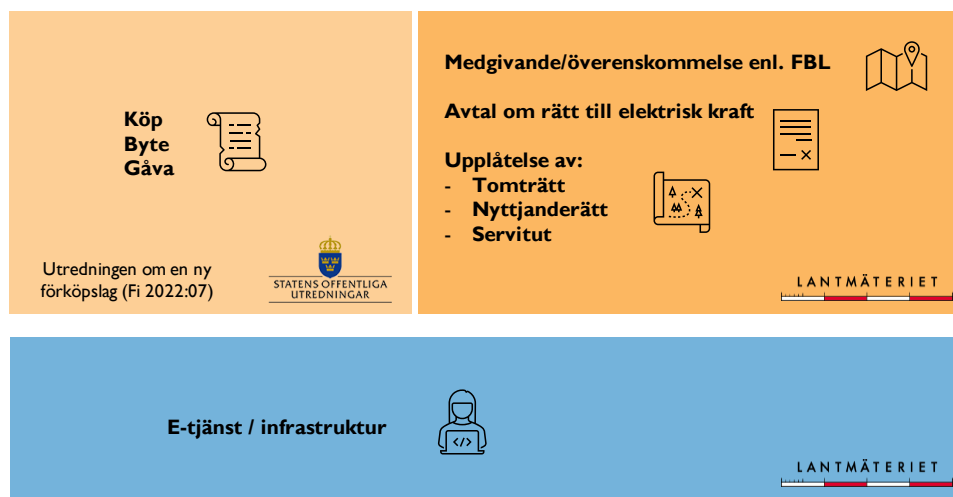 Köp
Byte
Gåva
Utredningen om en ny
förköpslag (Fi 2022:07)
STATENS OFFENTLIGA
UTREDNINGAR
Medgivande/överenskommelse enl. FBL
Avtal om rätt till elektrisk kraft
Upplåtelse av:
- Tomträtt
- Nyttjanderätt
- Servitut
LANTMÄTERIET
E-tjänst / infrastruktur
</>
LANTMÄTERIET